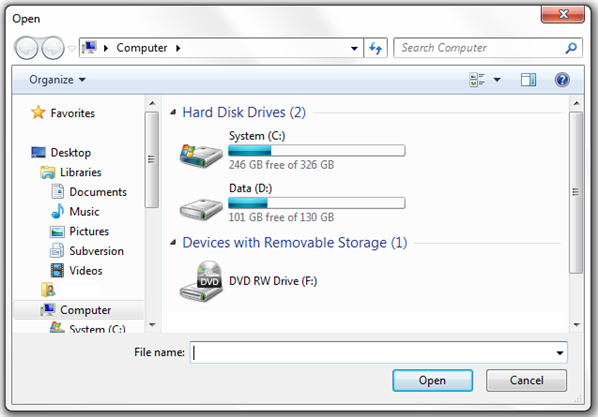 Open
Computer
Search Computer
Organize
Favorites
Desktop
Libraries
Documents
Music
Pictures
Subversion
Videos
Computer
System (C:)
Hard Disk Drives (2)
System (C:)
246 GB free of 326 GB
Data (D:)
101 GB free of 130 GB
Devices with Removable Storage (1)
DVD
DVD RW Drive (F:)
File name:
Open
Cancel